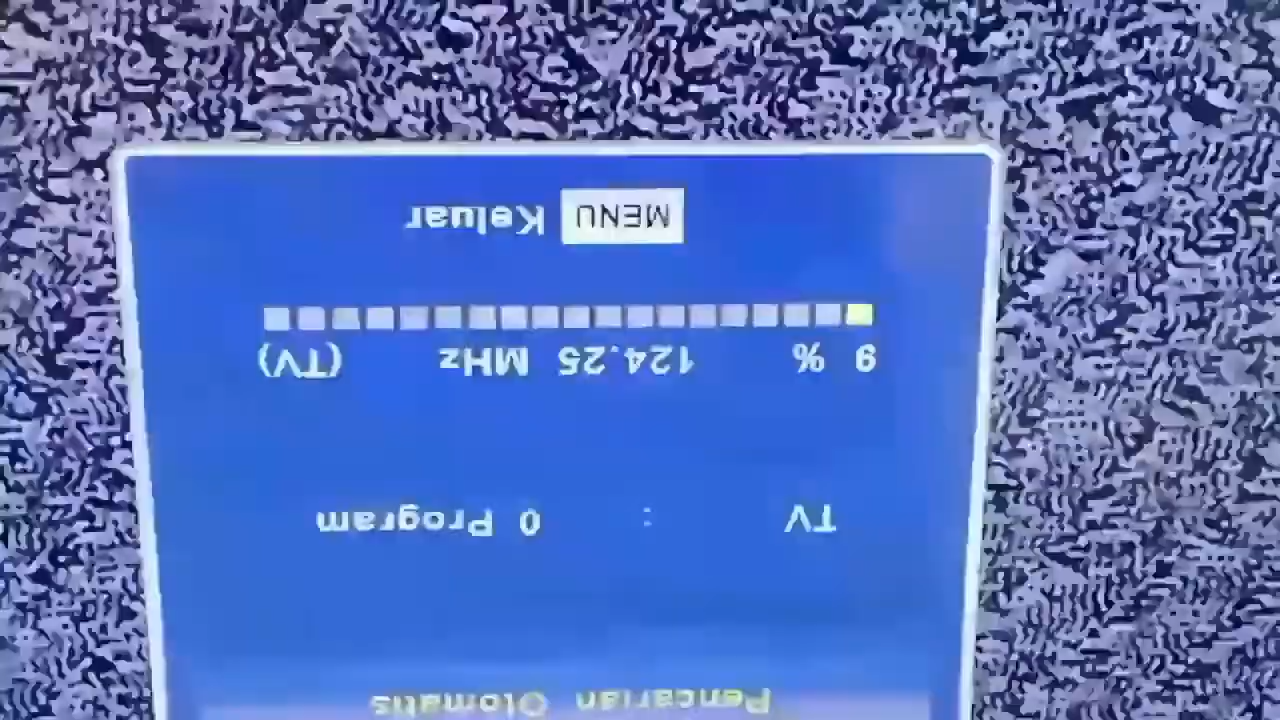 Pencarian Otomatis
TV : 0 Program
9 % 124.25 MHz (TV)
MENU Keluar